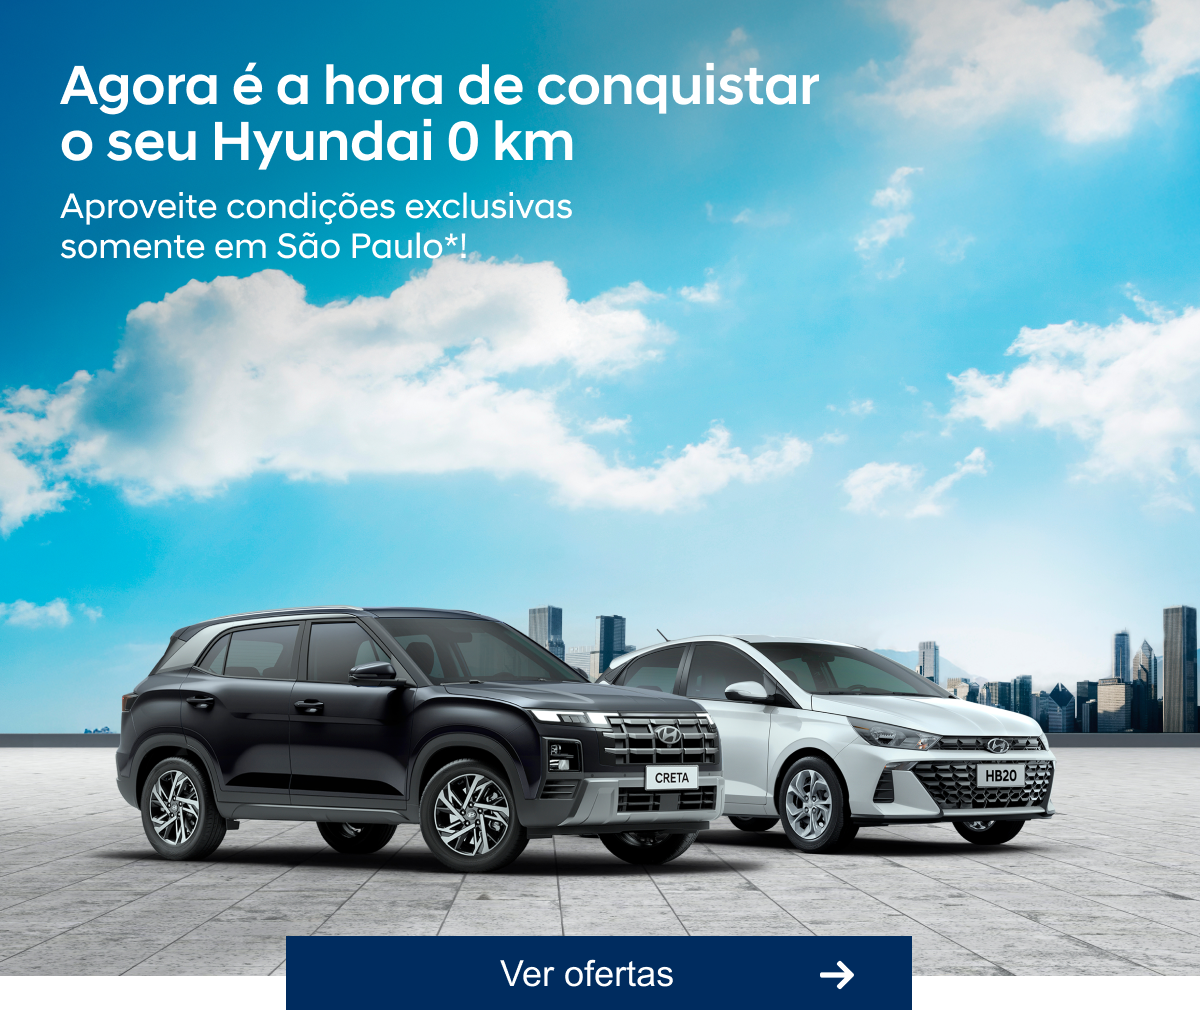 Agora é a hora de conquistar
o seu Hyundai 0 km
Aproveite condições exclusivas
somente em São Paulo*!
CRETA
HB20
Ver ofertas